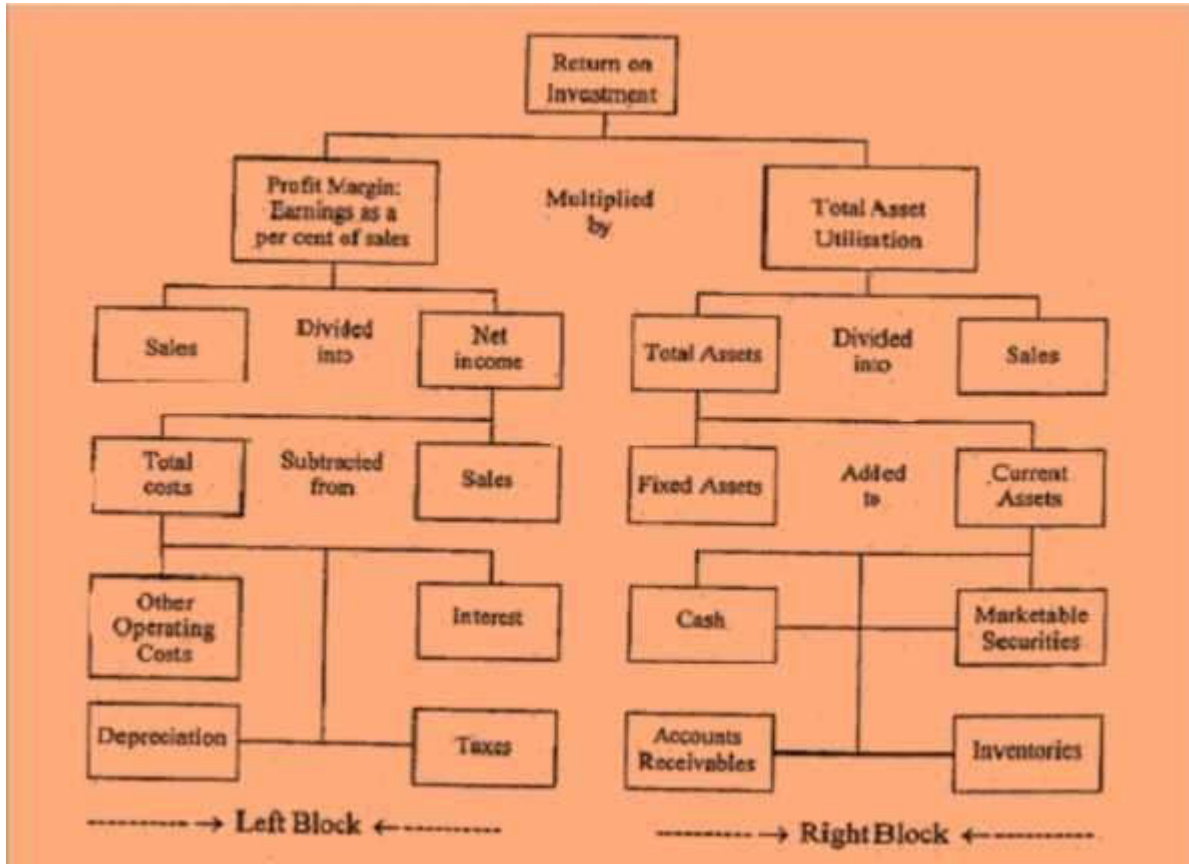 Return on
Investment
Profit Margin:
Earnings as a
per cent of sales
Multiplied
by
Total Asset
Utilisation
Sales
Divided
into
Net
income
Total Assets
Divided
into
Sales
Total
costs
Subtracted
from
Sales
Fixed Assets
Added
to
Current
Assets
Other
Operating
Costs
Interest
Cash
Marketable
Securities
Depreciation
Taxes
Accounts
Receivables
Inventories
Left Block
Right Block